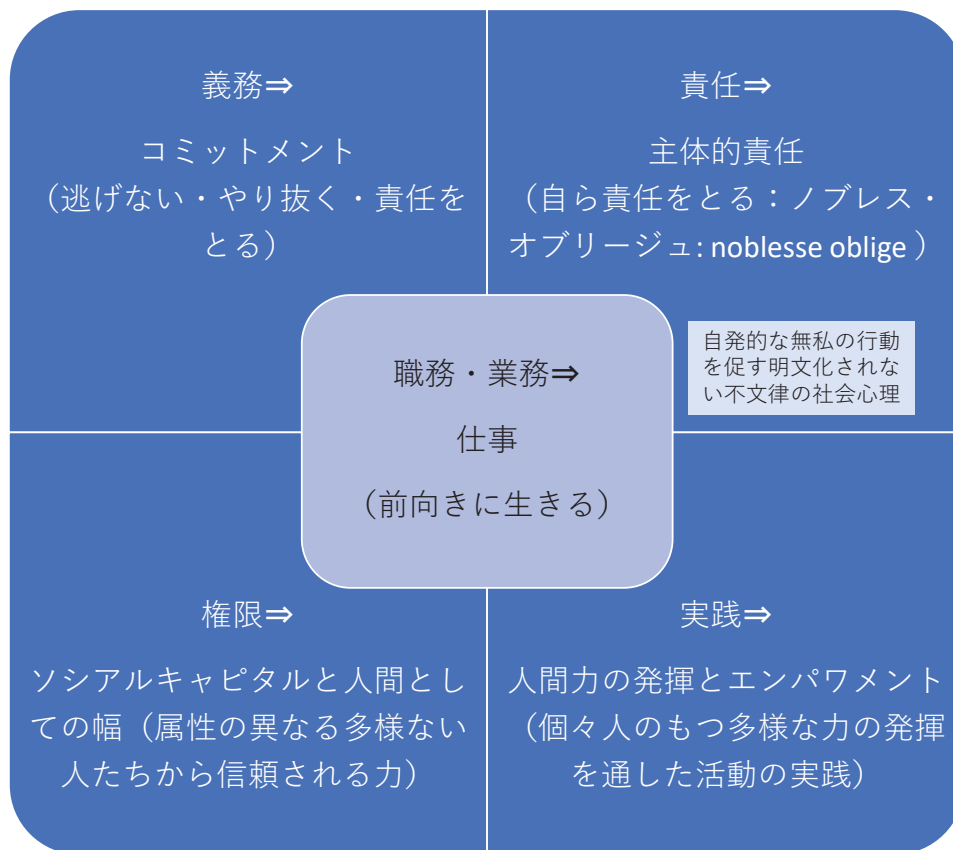 義務⇒
コミットメント
（逃げない・やり抜く・責任を
とる）
責任⇒
主体的責任
（自ら責任をとる：ノブレス・
オブリージュ: noblesse oblige ）
自発的な無私の行動
を促す明文化されな
い不文律の社会心理
職務・業務⇒
仕事
（前向きに生きる）
権限⇒
ソシアルキャピタルと人間とし
ての幅（属性の異なる多様ない
人たちから信頼される力）
実践⇒
人間力の発揮とエンパワメント
（個々人のもつ多様な力の発揮
を通した活動の実践）